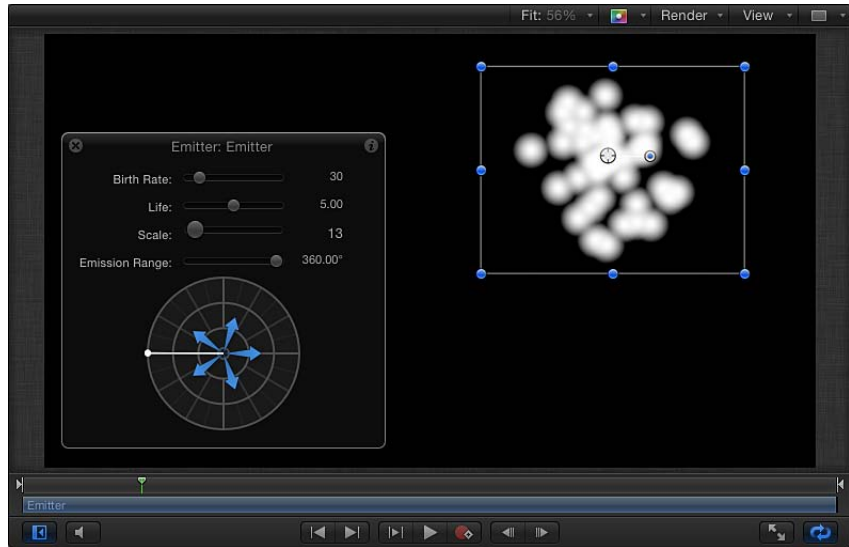 Fit: 56% Render View
Emitter: Emitter
Birth Rate: 30
Life: 5.00
Scale: 13
Emission Range: 360.00°
Emitter